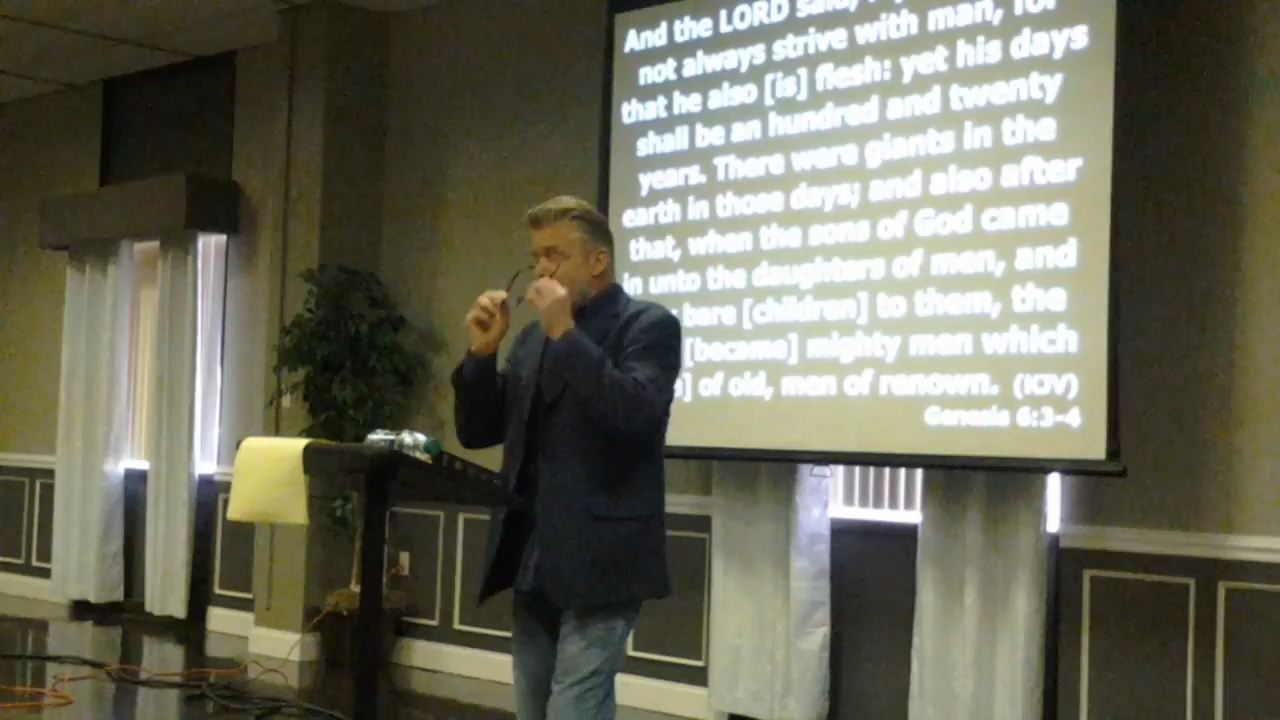 And the LORD said,
not always strive with man, for
that he also [is] flesh: yet his days
shall be an hundred and twenty
years. There were giants in the
earth in those days; and also after
that, when the sons of God came
in unto the daughters of men, and
bare [children] to them, the
[became] mighty men which
] of old, men of renown. (KJV)
Genesis 6:3-4